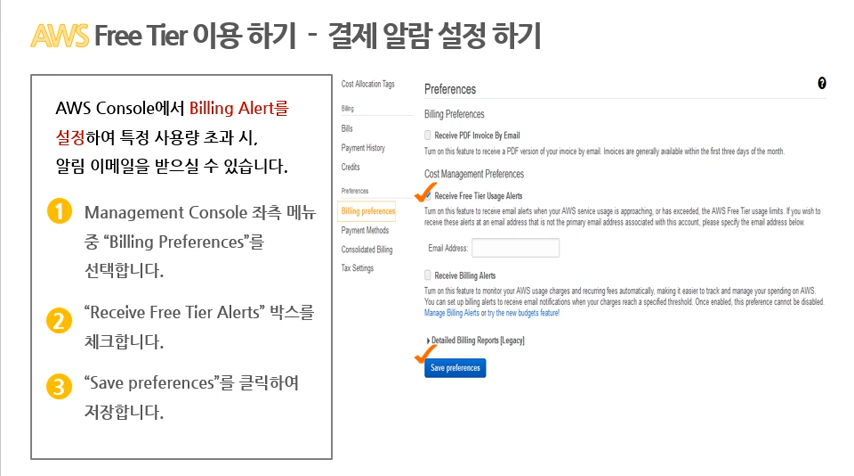 AWS Free Tier 이용 하기 - 결제 알람 설정 하기
AWS Console에서 Billing Alert를
설정하여 특정 사용량 초과 시,
알림 이메일을 받으실 수 있습니다.
1 Management Console 좌측 메뉴
중 “Billing Preferences”를
선택합니다.
2 “Receive Free Tier Alerts” 박스를
체크합니다.
3 “Save preferences”를 클릭하여
저장합니다.
Cost Allocation Tags
Billing
Bills
Payment History
Credits
Preferences
Billing preferences
Payment Methods
Consolidated Billing
Tax Settings
Preferences
?
Billing Preferences
Receive PDF Invoice By Email
Turn on this feature to receive a PDF version of your invoice by email. Invoices are generally available within the first three days of the month.
Cost Management Preferences
Receive Free Tier Usage Alerts
Turn on this feature to receive email alerts when your AWS service usage is approaching, or has exceeded, the AWS Free Tier usage limits. If you wish to
receive these alerts at an email address that is not the primary email address associated with this account, please specify the email address below.
Email Address:
Receive Billing Alerts
Turn on this feature to monitor your AWS usage charges and recurring fees automatically, making it easier to track and manage your spending on AWS.
You can set up billing alerts to receive email notifications when your charges reach a specified threshold. Once enabled, this preference cannot be disabled.
Manage Billing Alerts or try the new budgets feature!
Detailed Billing Reports [Legacy]
Save preferences